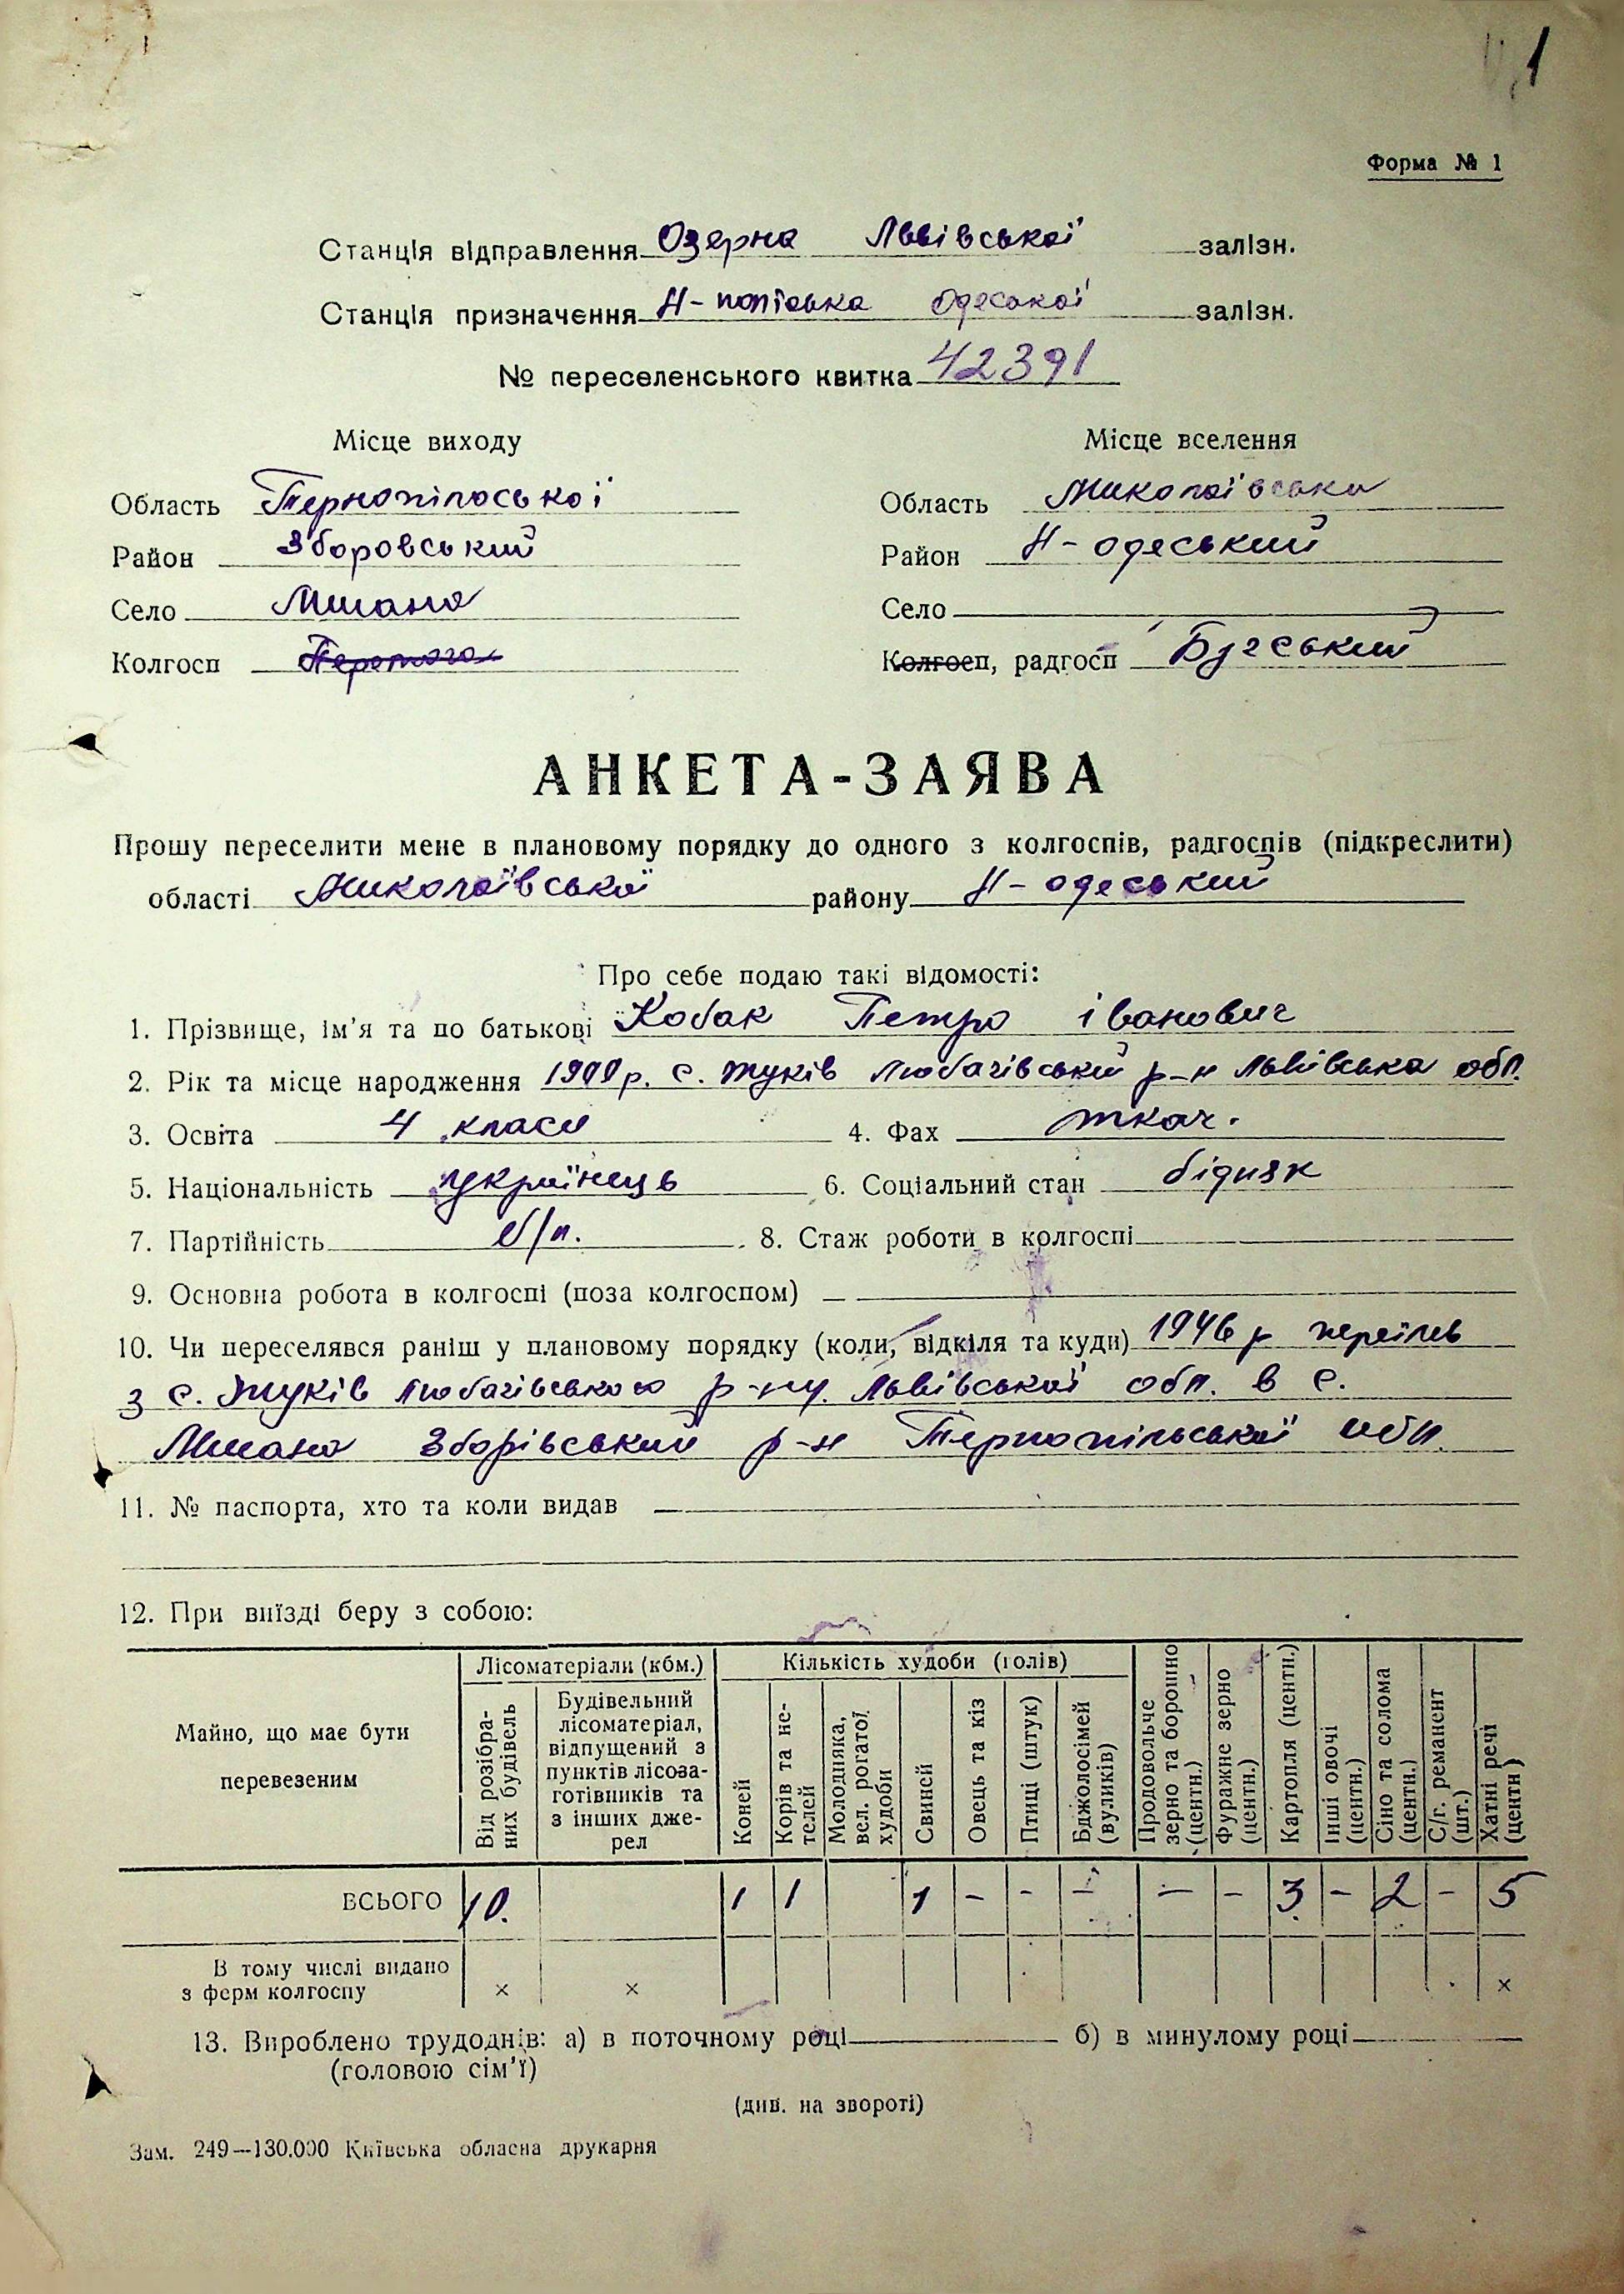 1
Форма № 1
Станція відправлення Озерна Львівської залізн.
Станція призначення Н-полтавка Одеської залізн.
№ переселенського квитка 42391
Місце виходу Місце вселення
Область Тернопільської Область Миколаївська
Район Зборовський Район Н-одеський
Село Мшана Село
Колгосп Перемога Колгосп, радгосп Бугський
АНКЕТА-ЗАЯВА
Прошу переселити мене в плановому порядку до одного з колгоспів, радгоспів (підкреслити)
області Миколаївської району Н-одеський
Про себе подаю такі відомості:
1. Прізвище, ім’я та по батькові Кобак Петро іванович
2. Рік та місце народження с. Жуків Любачівський р-н Львівська обл.
3. Освіта 4 класи 4. Фах ткач.
5. Національність українець 6. Соціальний стан бідняк
7. Партійність б/п. 8. Стаж роботи в колгоспі
9. Основна робота в колгоспі (поза колгоспом) —
10. Чи переселявся раніш у плановому порядку (коли, відкіля та куди) 1946 р
з с. Жуків Любачівського р-ну. Львівської обл. в с.
Мшана Зборівський р-н Тернопільської обл.
11. № паспорта, хто та коли видав
12. При виїзді беру з собою:
Майно, що має бути перевезеним
Лісоматеріали (кбм.)
Від розібраних будівель
Будівельний лісоматеріал, відпущений з пунктів лісозаготівників та з інших джерел
Кількість худоби (голів)
Коней
Корів та нетелей
Молодняка, вел. рогатої худоби
Свиней
Овець та кіз
Птиці (штук)
Бджолосімей (вуликів)
Продовольче зерно та борошно (центн.)
Фуражне зерно (центн.)
Картопля (центн.)
Інші овочі (центн.)
Сіно та солома (центн.)
С/г. реманент (шт.)
Хатні речі (центн)
ВСЬОГО 10. 1 1 1 - - - - - 3 - 2 - 5
В тому числі видано
з ферм колгоспу × × ×
13. Вироблено трудоднів: а) в поточному році б) в минулому році
(головою сім’ї)
(див. на звороті)
Зам. 249—130.000 Київська обласна друкарня